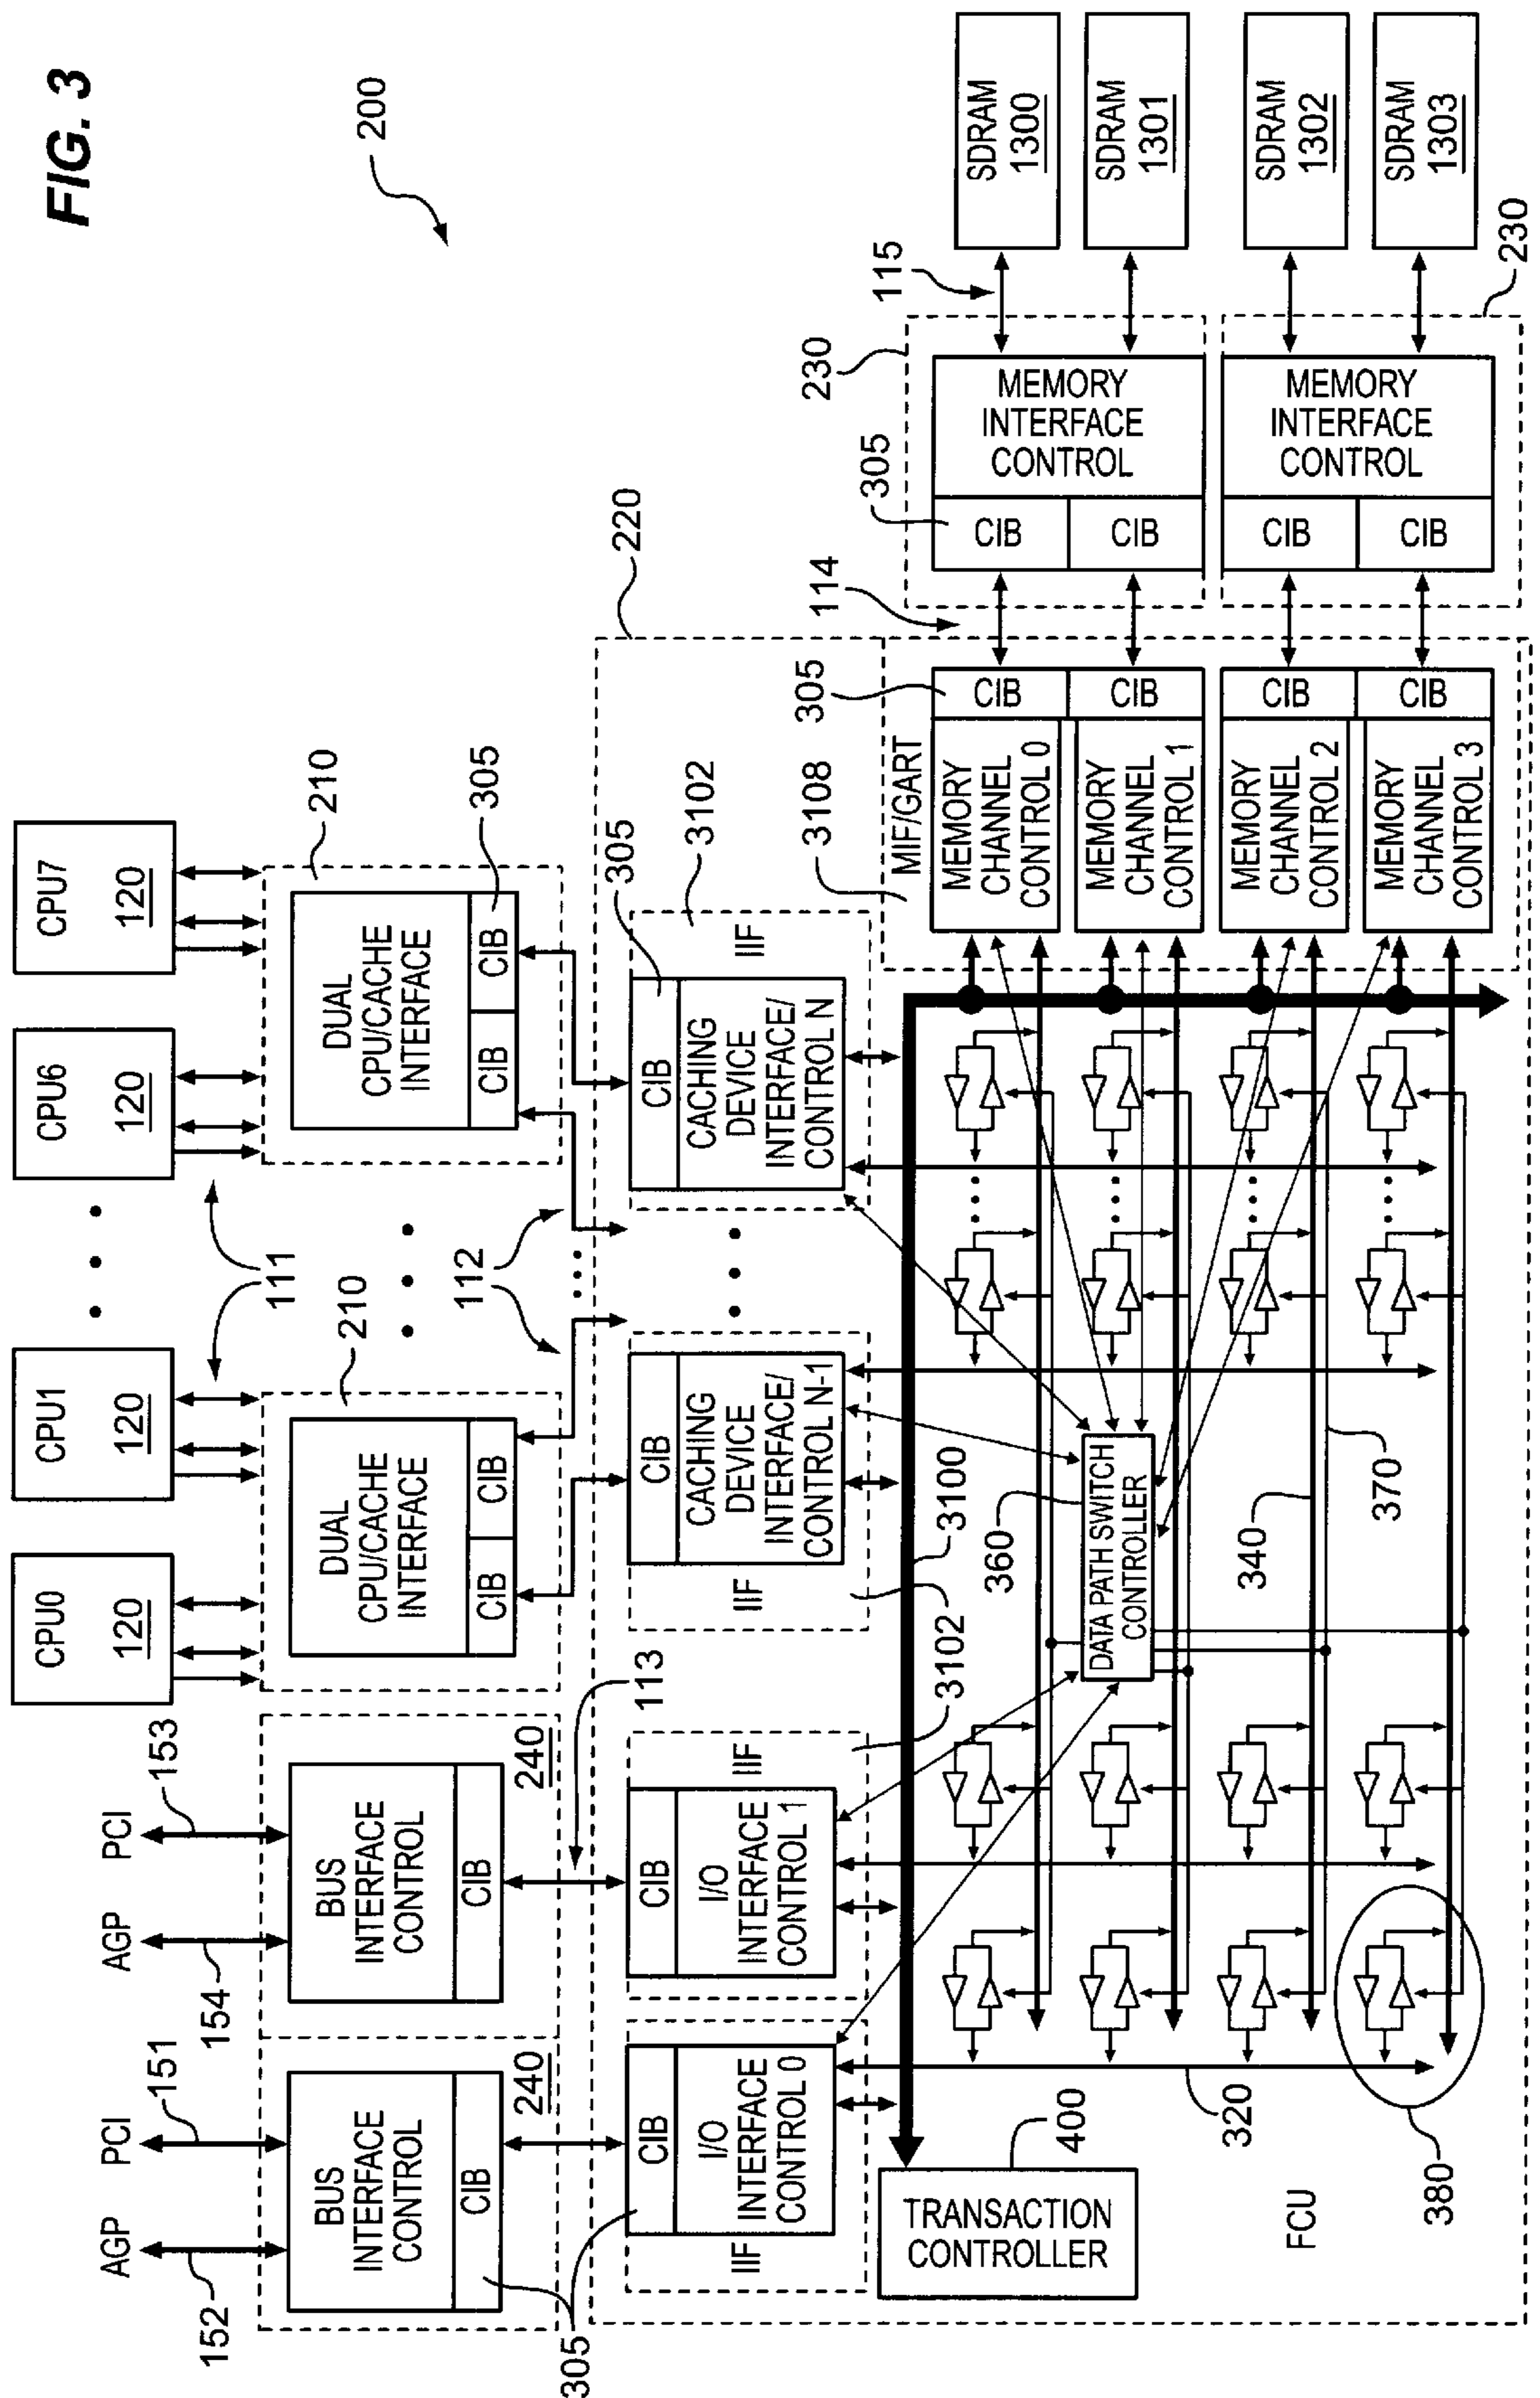 FIG. 3
200
CPU0
120
CPU1
120
CPU6
120
CPU7
120
AGP
PCI
AGP
PCI
152
151
154
153
111
BUS
INTERFACE
CONTROL
CIB
240
BUS
INTERFACE
CONTROL
CIB
240
210
DUAL
CPU/CACHE
INTERFACE
CIB
CIB
210
DUAL
CPU/CACHE
INTERFACE
CIB
CIB
305
305
113
112
220
CIB
I/O
INTERFACE
CONTROL 0
IIF
CIB
I/O
INTERFACE
CONTROL 1
IIF
3102
CIB
CACHING
DEVICE
INTERFACE/
CONTROL N-1
IIF
305
CIB
CACHING
DEVICE
INTERFACE/
CONTROL N
IIF
3102
TRANSACTION
CONTROLLER
400
3100
360
DATA PATH SWITCH
CONTROLLER
340
370
320
380
FCU
3108
MIF/GART
MEMORY
CHANNEL
CONTROL 0
CIB
MEMORY
CHANNEL
CONTROL 1
CIB
MEMORY
CHANNEL
CONTROL 2
CIB
MEMORY
CHANNEL
CONTROL 3
CIB
305
114
305
230
CIB
CIB
MEMORY
INTERFACE
CONTROL
CIB
CIB
MEMORY
INTERFACE
CONTROL
230
115
SDRAM
1300
SDRAM
1301
SDRAM
1302
SDRAM
1303